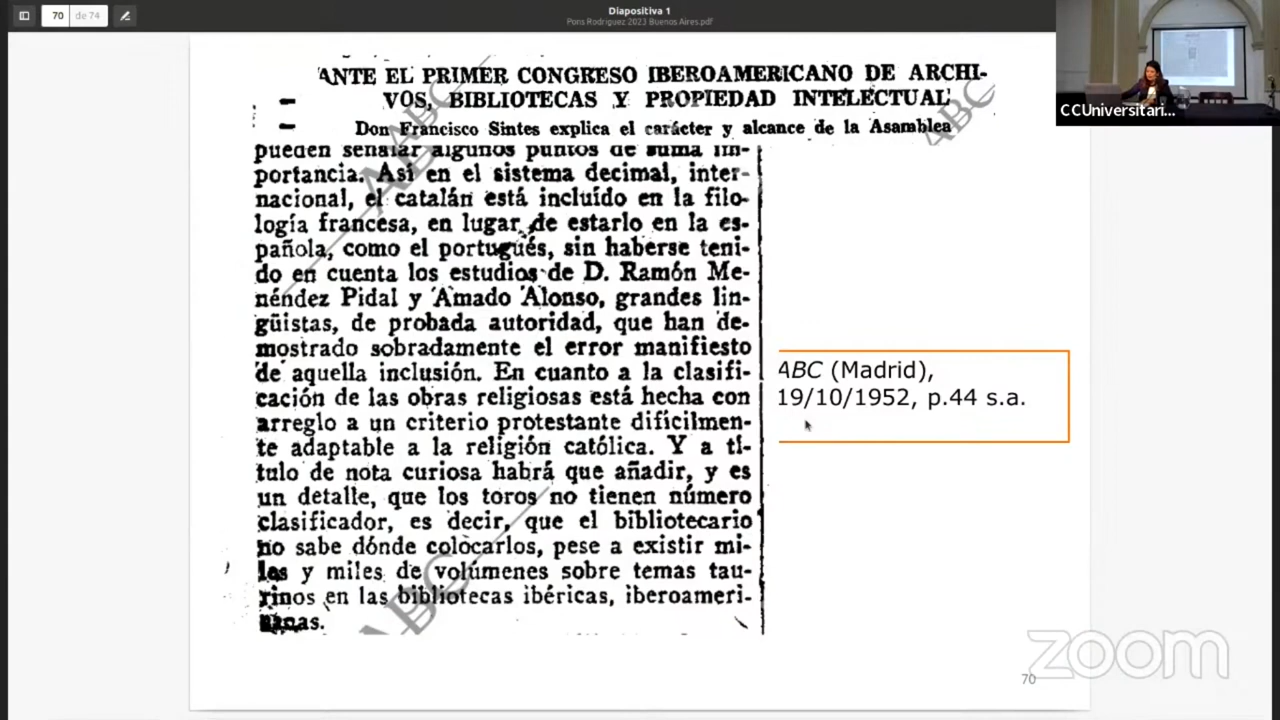 70
de 74
Diapositiva 1
Pons Rodriguez 2023 Buenos Aires.pdf
CCUniversitari...
ANTE EL PRIMER CONGRESO IBEROAMERICANO DE ARCHI-
VOS, BIBLIOTECAS Y PROPIEDAD INTELECTUAL
Don Francisco Sintes explica el carácter y alcance de la Asamblea
pueden señalar algunos puntos de suma im-
portancia. Así en el sistema decimal, inter-
nacional, el catalán está incluído en la filo-
logía francesa, en lugar de estarlo en la es-
pañola, como el portugués, sin haberse teni-
do en cuenta los estudios de D. Ramón Me-
néndez Pidal y Amado Alonso, grandes lin-
güistas, de probada autoridad, que han de-
mostrado sobradamente el error manifiesto
de aquella inclusión. En cuanto a la clasifi-
cación de las obras religiosas está hecha con
arreglo a un criterio protestante difícilmen-
te adaptable a la religión católica. Y a tí-
tulo de nota curiosa habrá que añadir, y es
un detalle, que los toros no tienen número
clasificador, es decir, que el bibliotecario
no sabe dónde colocarlos, pese a existir mi-
les y miles de volúmenes sobre temas tau-
rinos en las bibliotecas ibéricas, iberoameri-
canas.
ABC
ABC
ABC
ABC (Madrid),
19/10/1952, p.44 s.a.
zoom
70